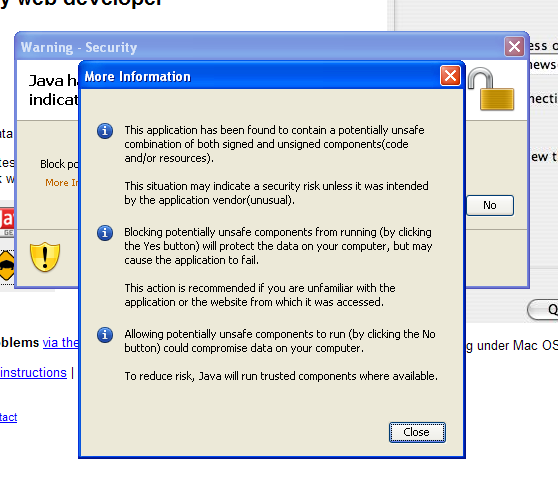 y web developer
Warning - Security
Java ha
indicat
More Information
This application has been found to contain a potentially unsafe
combination of both signed and unsigned components(code
and/or resources).
This situation may indicate a security risk unless it was intended
by the application vendor(unusual).
Blocking potentially unsafe components from running (by clicking
the Yes button) will protect the data on your computer, but may
cause the application to fail.
This action is recommended if you are unfamiliar with the
application or the website from which it was accessed.
Allowing potentially unsafe components to run (by clicking the No
button) could compromise data on your computer.
To reduce risk, Java will run trusted components where available.
Close
Block po
More In
No
ess o
news
necti
ew t
Q
ata
tes
k w
Ja
GE
oblems via the
g under Mac OS
instructions |
tact